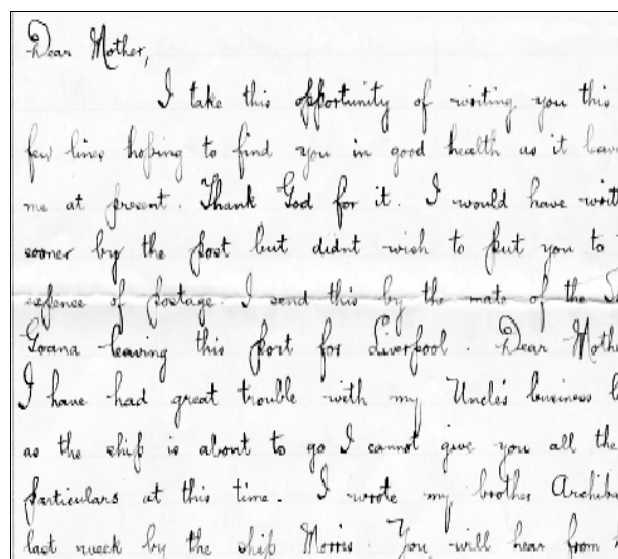 Dear Mother,
I take this opportunity of writing you this
few lines hoping to find you in good health as it leav
me at present. Thank God for it. I would have writt
sooner by the post but didnt wish to put you to
expence of postage. I send this by the mate of the S
Goana leaving this port for Liverpool. Dear Mothe
I have had great trouble with my Uncle's business b
as the ship is about to go I cannot give you all the
particulars at this time. I wrote my brother Archiba
last week by the ship Morris. You will hear from